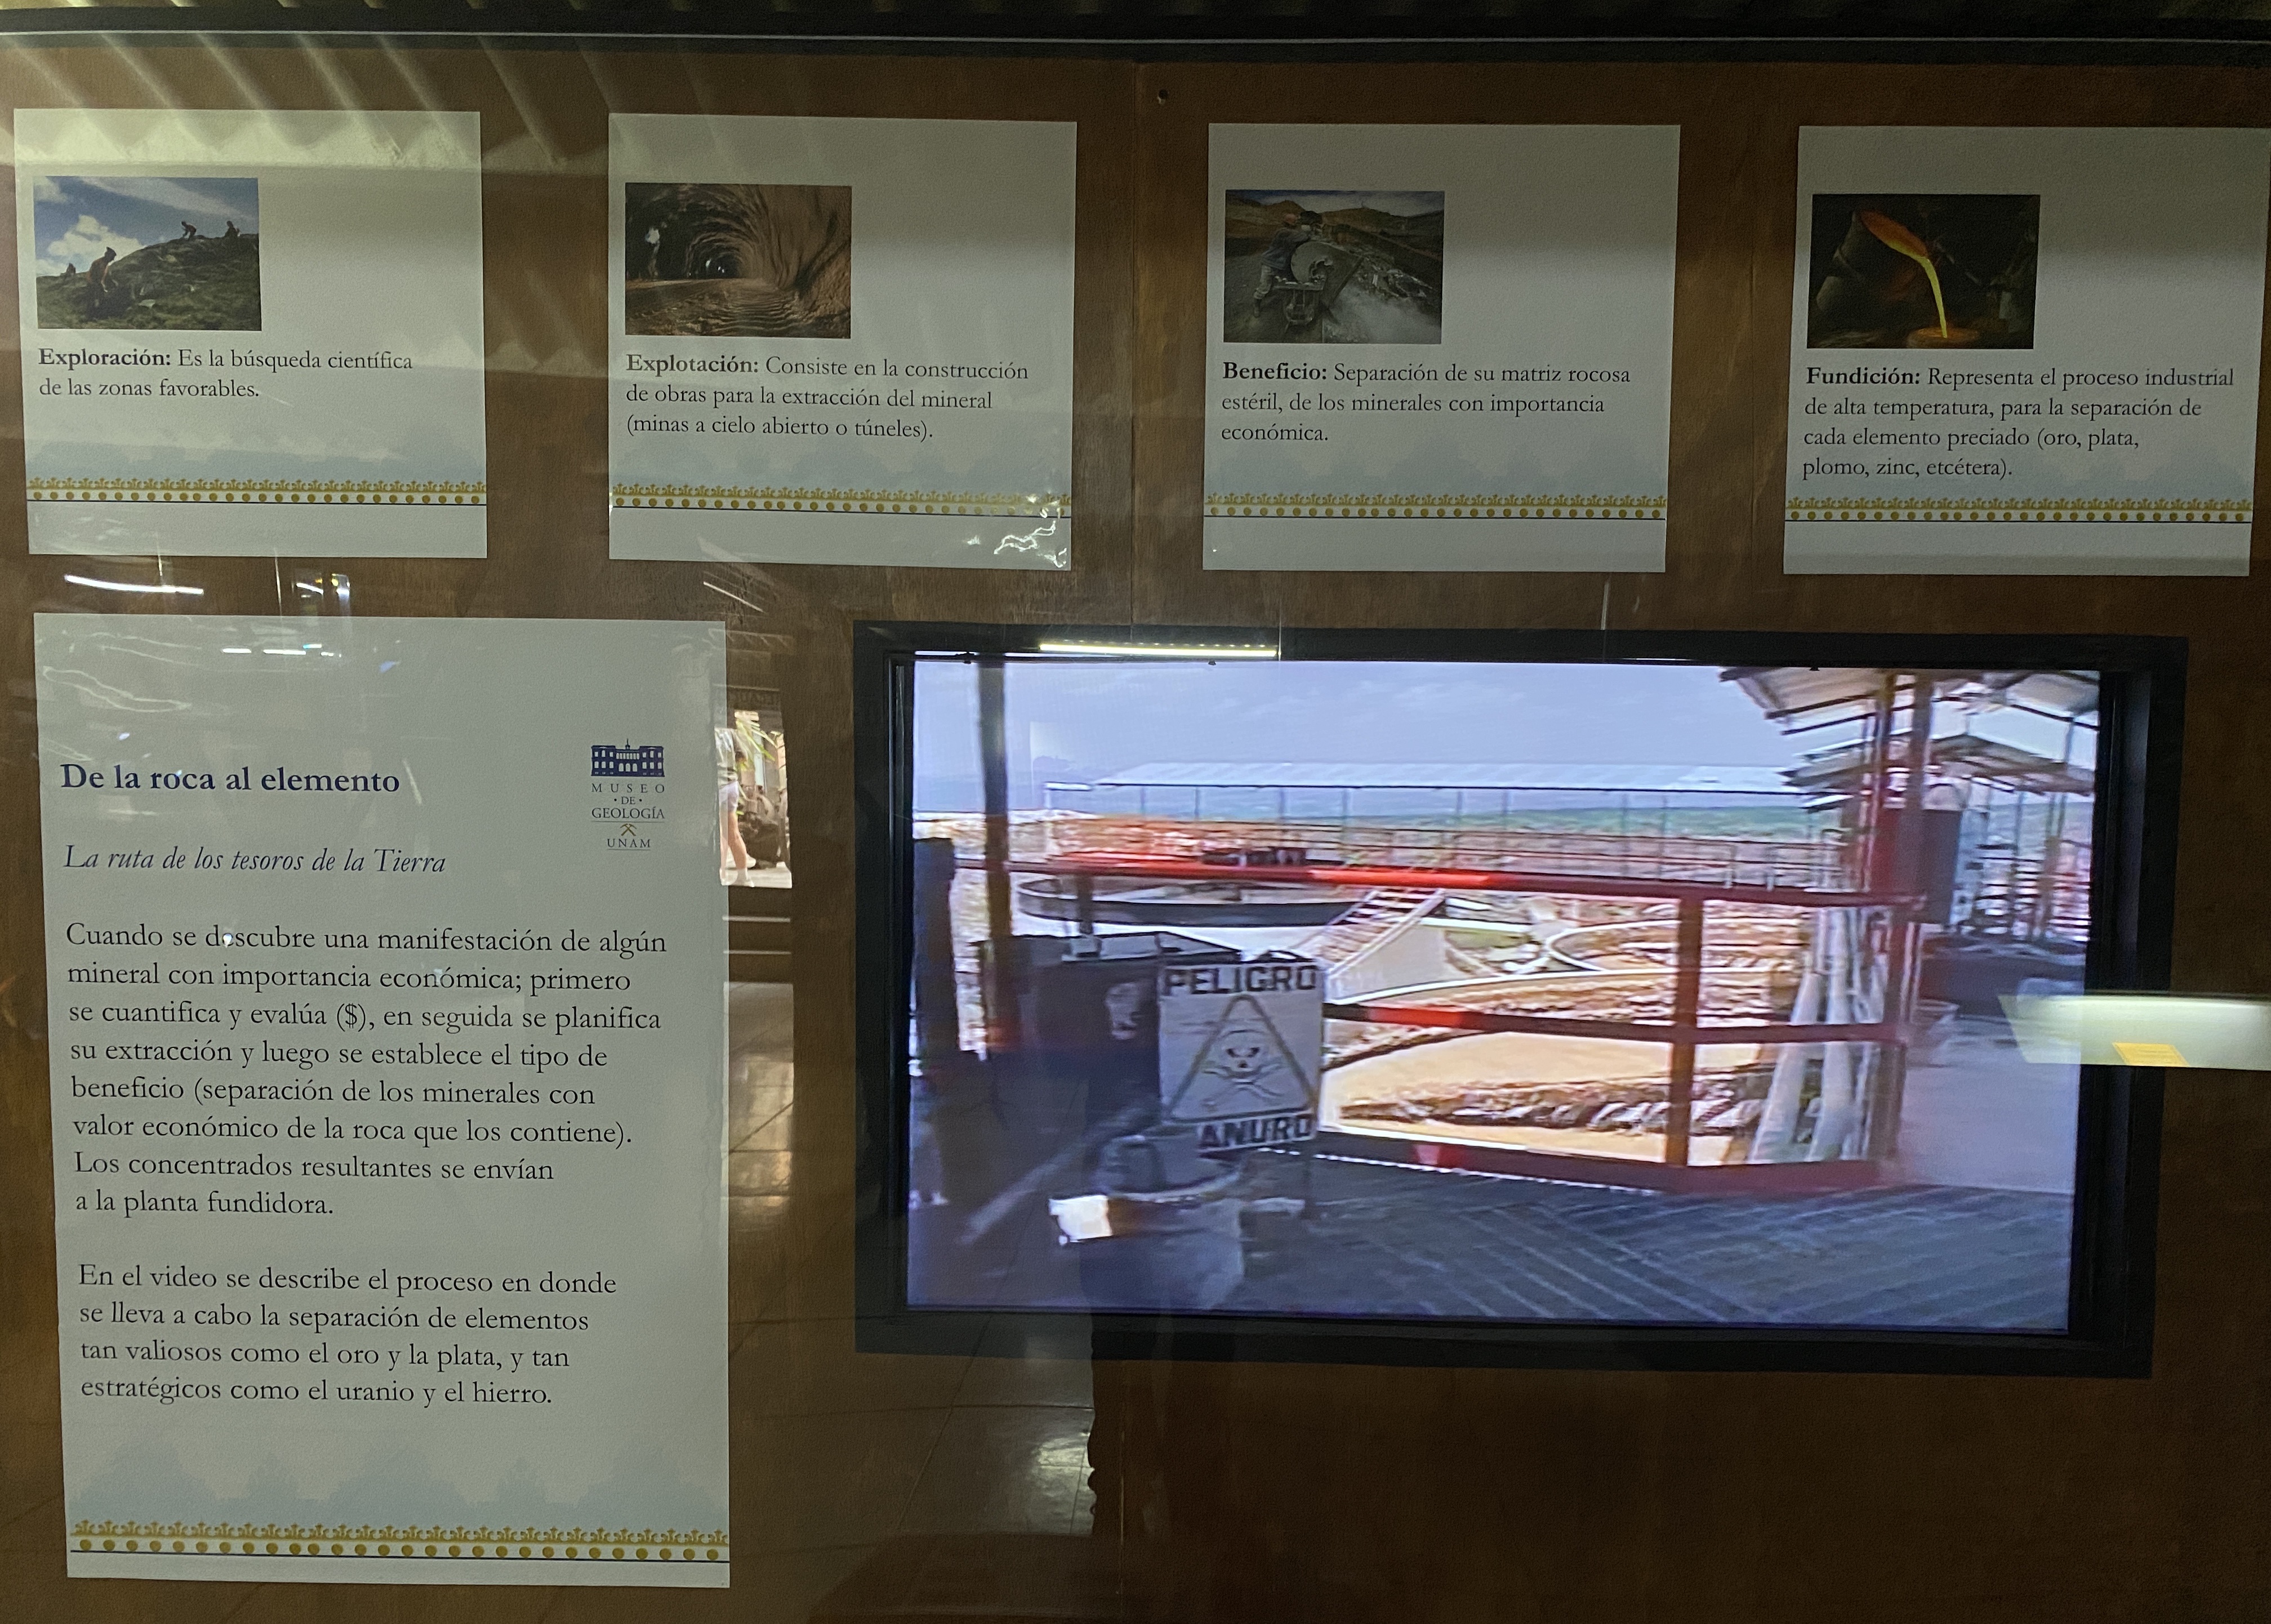 Exploración: Es la búsqueda científica
de las zonas favorables.
Explotación: Consiste en la construcción
de obras para la extracción del mineral
(minas a cielo abierto o túneles).
Beneficio: Separación de su matriz rocosa
estéril, de los minerales con importancia
económica.
Fundición: Representa el proceso industrial
de alta temperatura, para la separación de
cada elemento preciado (oro, plata,
plomo, zinc, etcétera).
De la roca al elemento
MUSEO
• DE •
GEOLOGÍA
UNAM
La ruta de los tesoros de la Tierra
Cuando se descubre una manifestación de algún
mineral con importancia económica; primero
se cuantifica y evalúa ($), en seguida se planifica
su extracción y luego se establece el tipo de
beneficio (separación de los minerales con
valor económico de la roca que los contiene).
Los concentrados resultantes se envían
a la planta fundidora.
En el video se describe el proceso en donde
se lleva a cabo la separación de elementos
tan valiosos como el oro y la plata, y tan
estratégicos como el uranio y el hierro.
PELIGRO